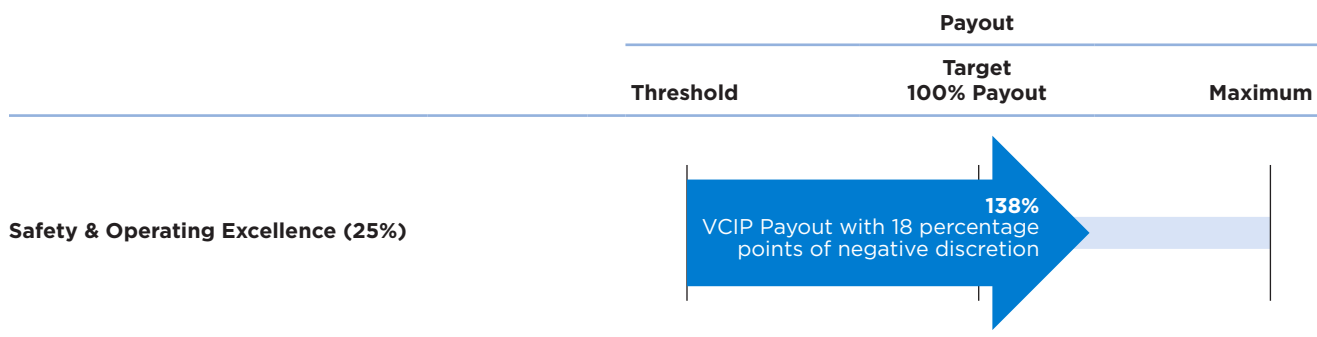 Payout
Threshold
Target
100% Payout
Maximum
Safety & Operating Excellence (25%)
138%
VCIP Payout with 18 percentage
points of negative discretion